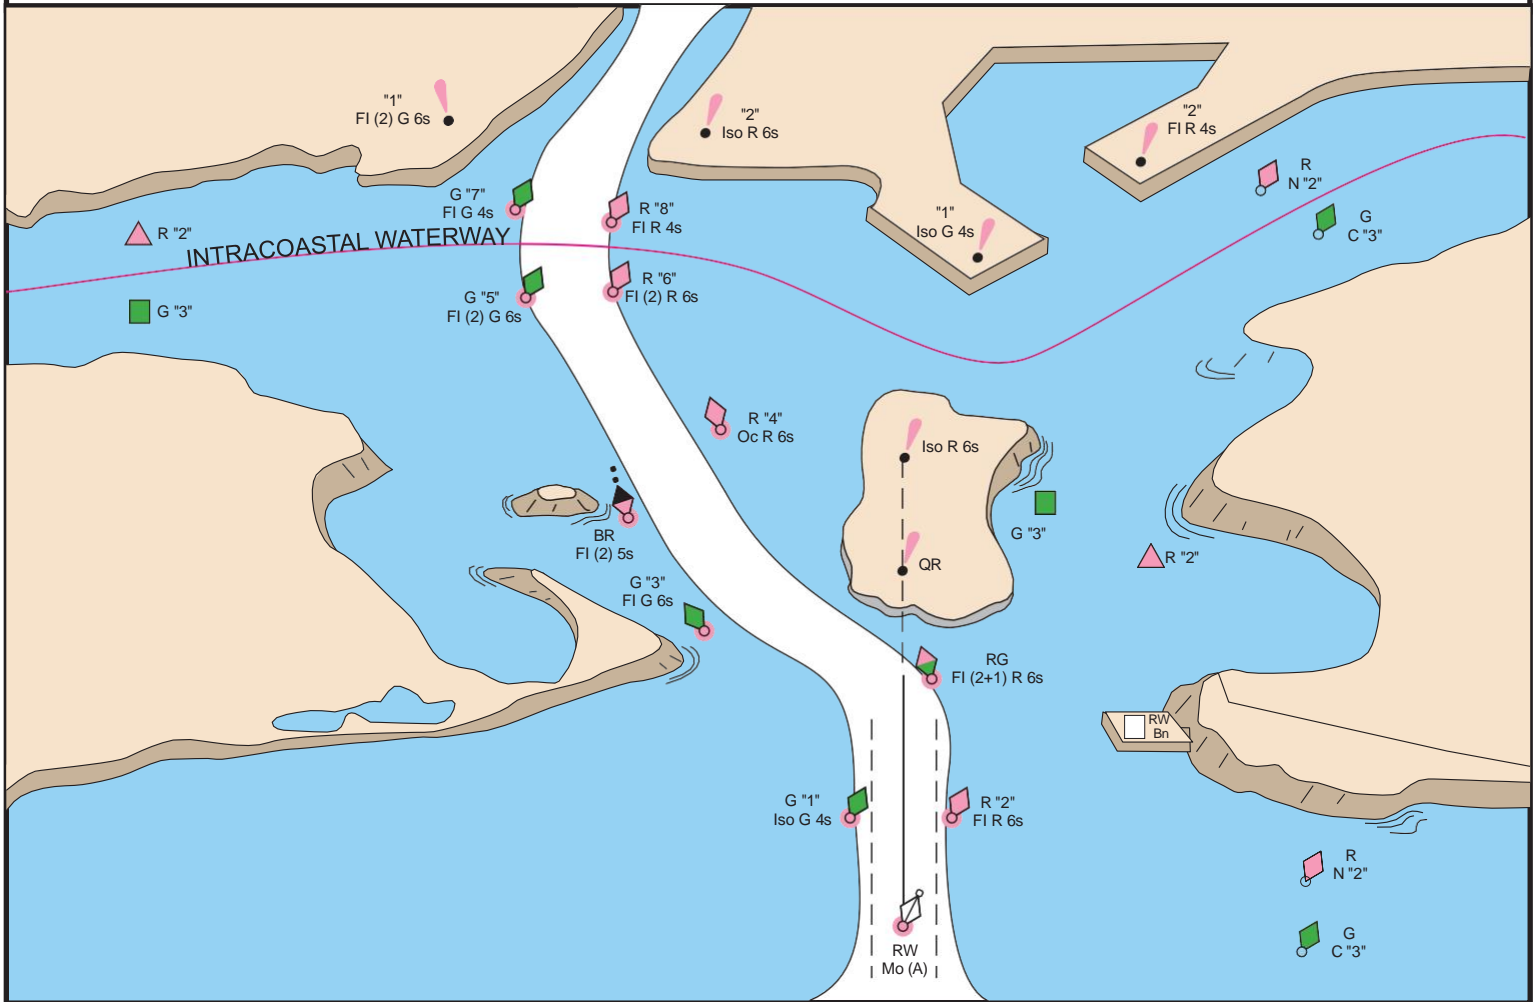 "1"
Fl (2) G 6s
"2"
Iso R 6s
"2"
Fl R 4s
R
N "2"
G "7"
Fl G 4s
R "8"
Fl R 4s
"1"
Iso G 4s
G
C "3"
R "2"
INTRACOASTAL WATERWAY
G "3"
G "5"
Fl (2) G 6s
R "6"
Fl (2) R 6s
R "4"
Oc R 6s
Iso R 6s
G "3"
BR
Fl (2) 5s
R "2"
QR
G "3"
Fl G 6s
RG
Fl (2+1) R 6s
RW
Bn
G "1"
Iso G 4s
R "2"
Fl R 6s
R
N "2"
G
C "3"
RW
Mo (A)